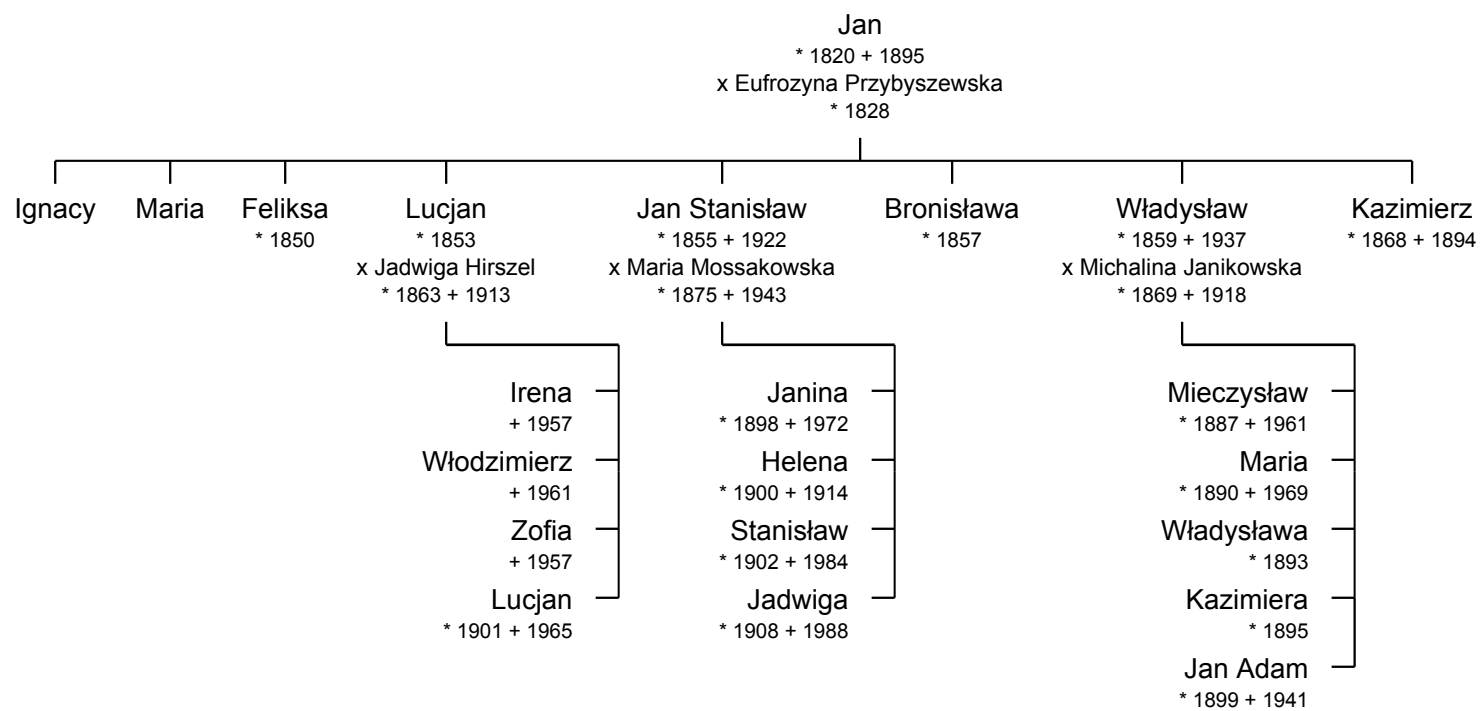 Jan
* 1820 + 1895
x Eufrozyna Przybyszewska
* 1828
Ignacy
Maria
Feliksa
* 1850
Lucjan
* 1853
x Jadwiga Hirszel
* 1863 + 1913
Jan Stanisław
* 1855 + 1922
x Maria Mossakowska
* 1875 + 1943
Bronisława
* 1857
Władysław
* 1859 + 1937
x Michalina Janikowska
* 1869 + 1918
Kazimierz
* 1868 + 1894
Irena
+ 1957
Włodzimierz
+ 1961
Zofia
+ 1957
Lucjan
* 1901 + 1965
Janina
* 1898 + 1972
Helena
* 1900 + 1914
Stanisław
* 1902 + 1984
Jadwiga
* 1908 + 1988
Mieczysław
* 1887 + 1961
Maria
* 1890 + 1969
Władysława
* 1893
Kazimiera
* 1895
Jan Adam
* 1899 + 1941